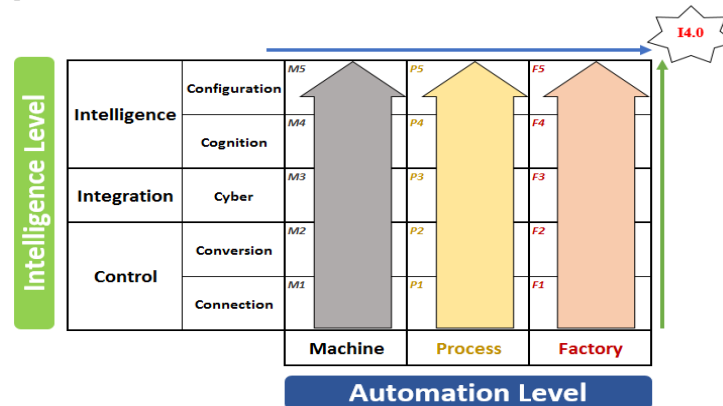 I4.0
Intelligence Level
Intelligence
Configuration
M5
P5
F5
Cognition
M4
P4
F4
Integration
Cyber
M3
P3
F3
Control
Conversion
M2
P2
F2
Connection
M1
P1
F1
Machine
Process
Factory
Automation Level